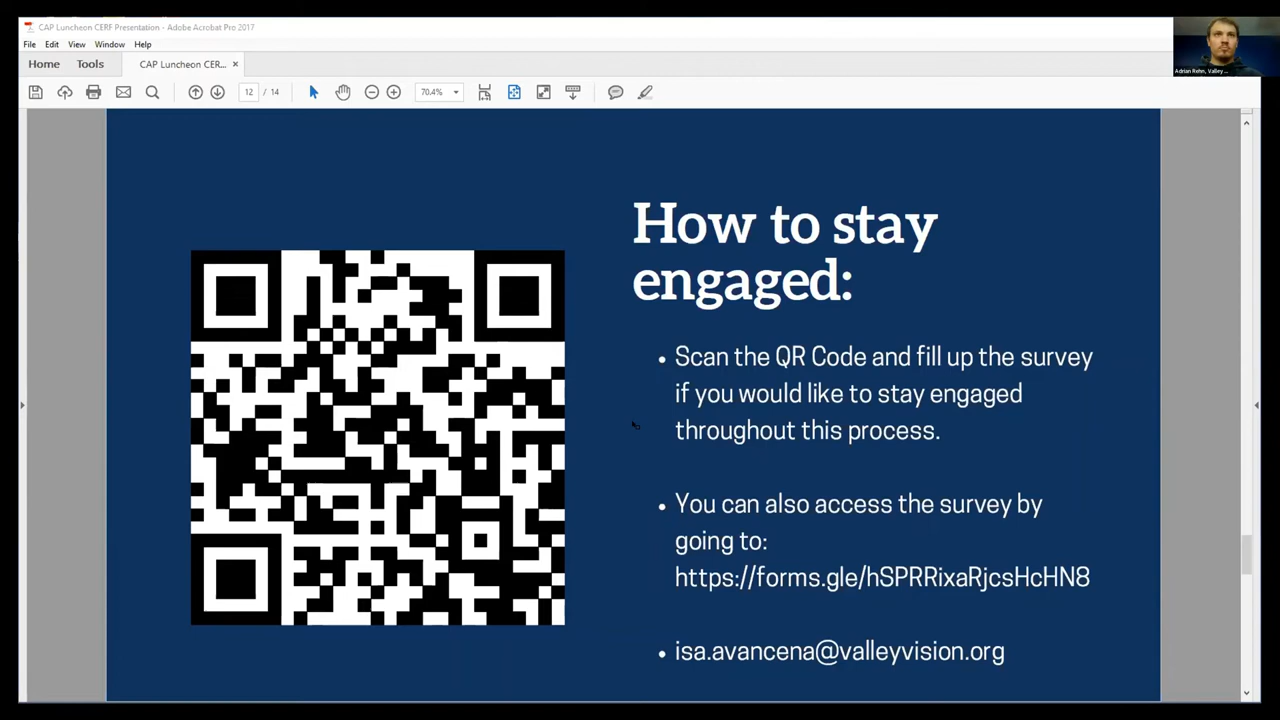 CAP Luncheon CERF Presentation - Adobe Acrobat Pro 2017
File Edit View Window Help
Home Tools CAP Luncheon CER... ×
12 / 14 70.4%
Adrian Rehn, Valley ...
How to stay
engaged:
• Scan the QR Code and fill up the survey
if you would like to stay engaged
throughout this process.
• You can also access the survey by
going to:
https://forms.gle/hSPRRixaRjcsHcHN8
• isa.avancena@valleyvision.org